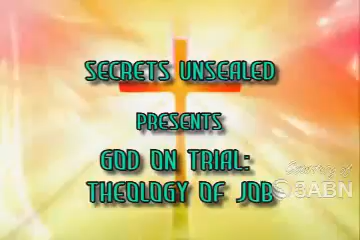 SECRETS UNSEALED
PRESENTS
GOD ON TRIAL:
THEOLOGY OF JOB
Courtesy of
3ABN